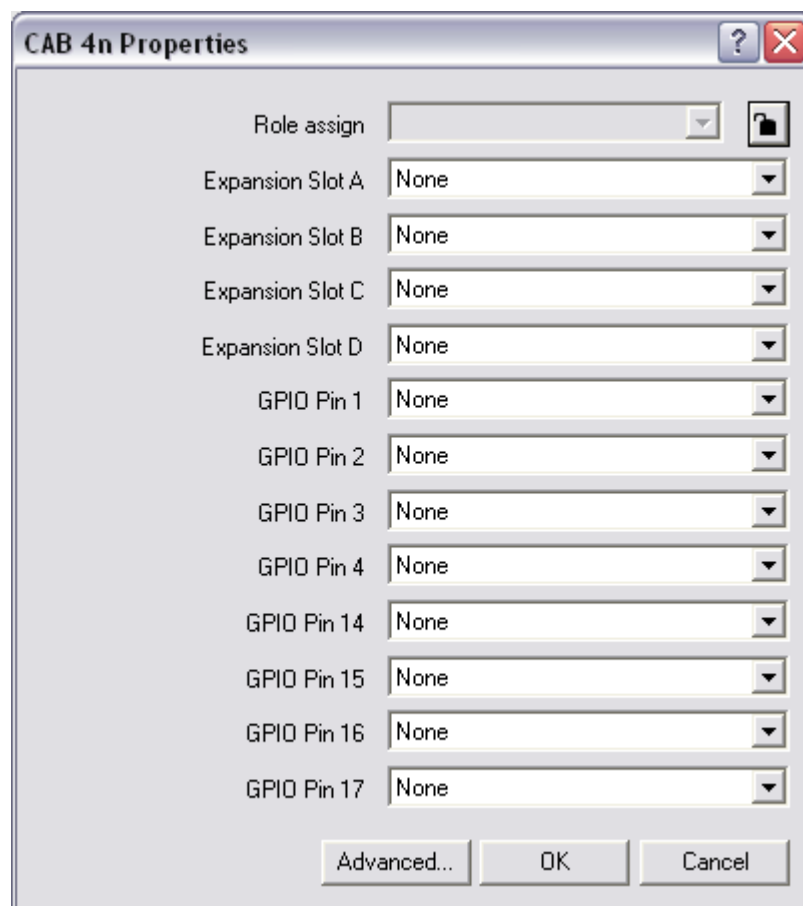 CAB 4n Properties
Role assign
Expansion Slot A None
Expansion Slot B None
Expansion Slot C None
Expansion Slot D None
GPIO Pin 1 None
GPIO Pin 2 None
GPIO Pin 3 None
GPIO Pin 4 None
GPIO Pin 14 None
GPIO Pin 15 None
GPIO Pin 16 None
GPIO Pin 17 None
Advanced... OK Cancel